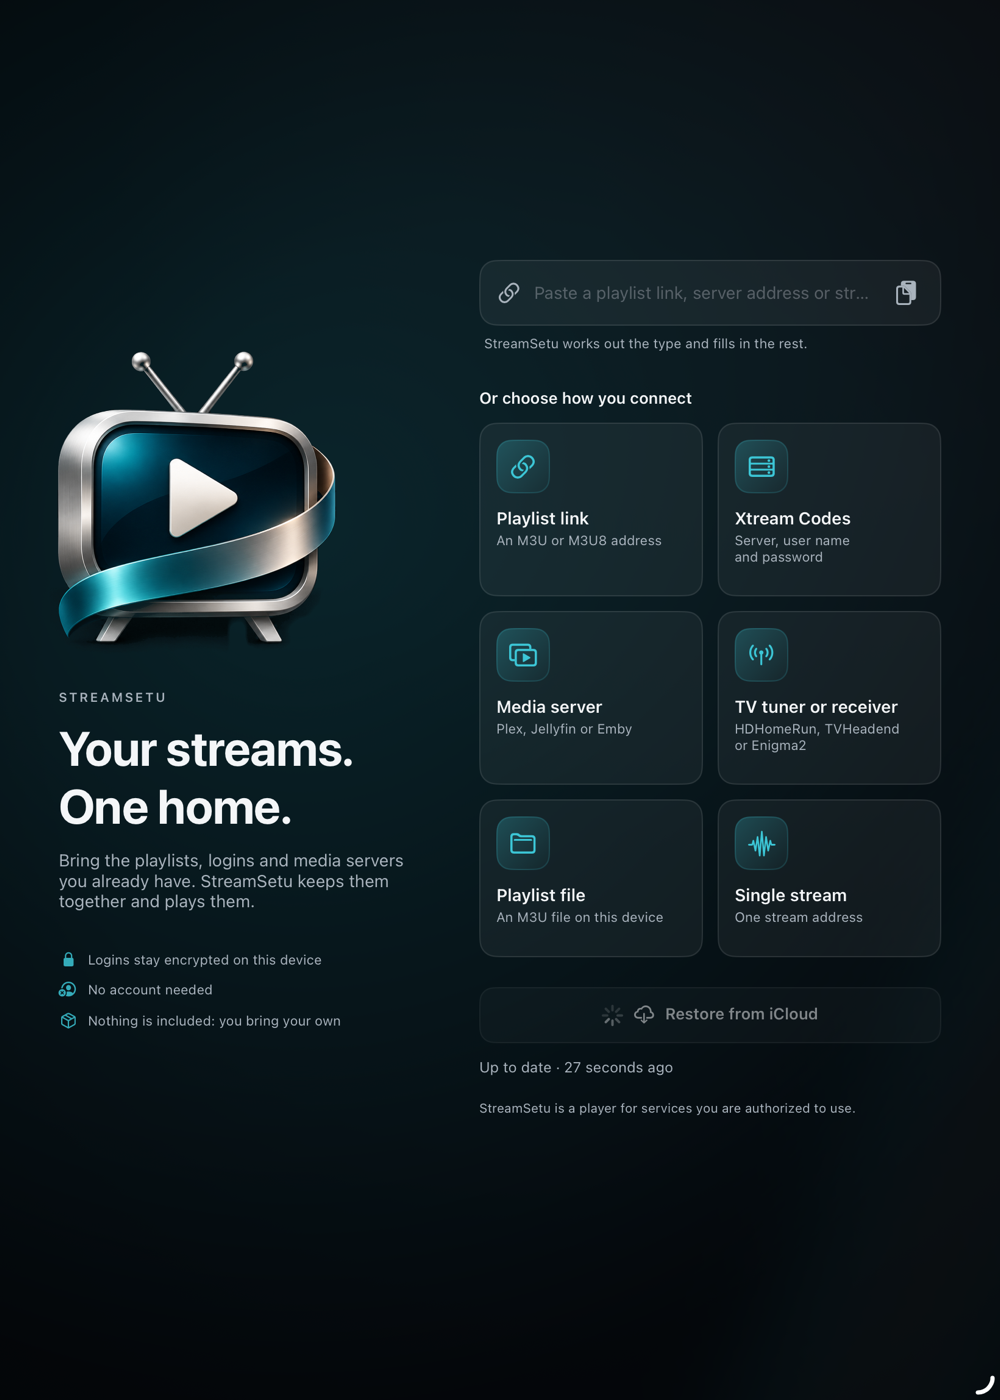 STREAMSETU
Your streams.
One home.
Bring the playlists, logins and media servers
you already have. StreamSetu keeps them
together and plays them.
Logins stay encrypted on this device
No account needed
Nothing is included: you bring your own
Paste a playlist link, server address or str...
StreamSetu works out the type and fills in the rest.
Or choose how you connect
Playlist link
An M3U or M3U8 address
Xtream Codes
Server, user name
and password
Media server
Plex, Jellyfin or Emby
TV tuner or receiver
HDHomeRun, TVHeadend
or Enigma2
Playlist file
An M3U file on this device
Single stream
One stream address
Restore from iCloud
Up to date · 27 seconds ago
StreamSetu is a player for services you are authorized to use.